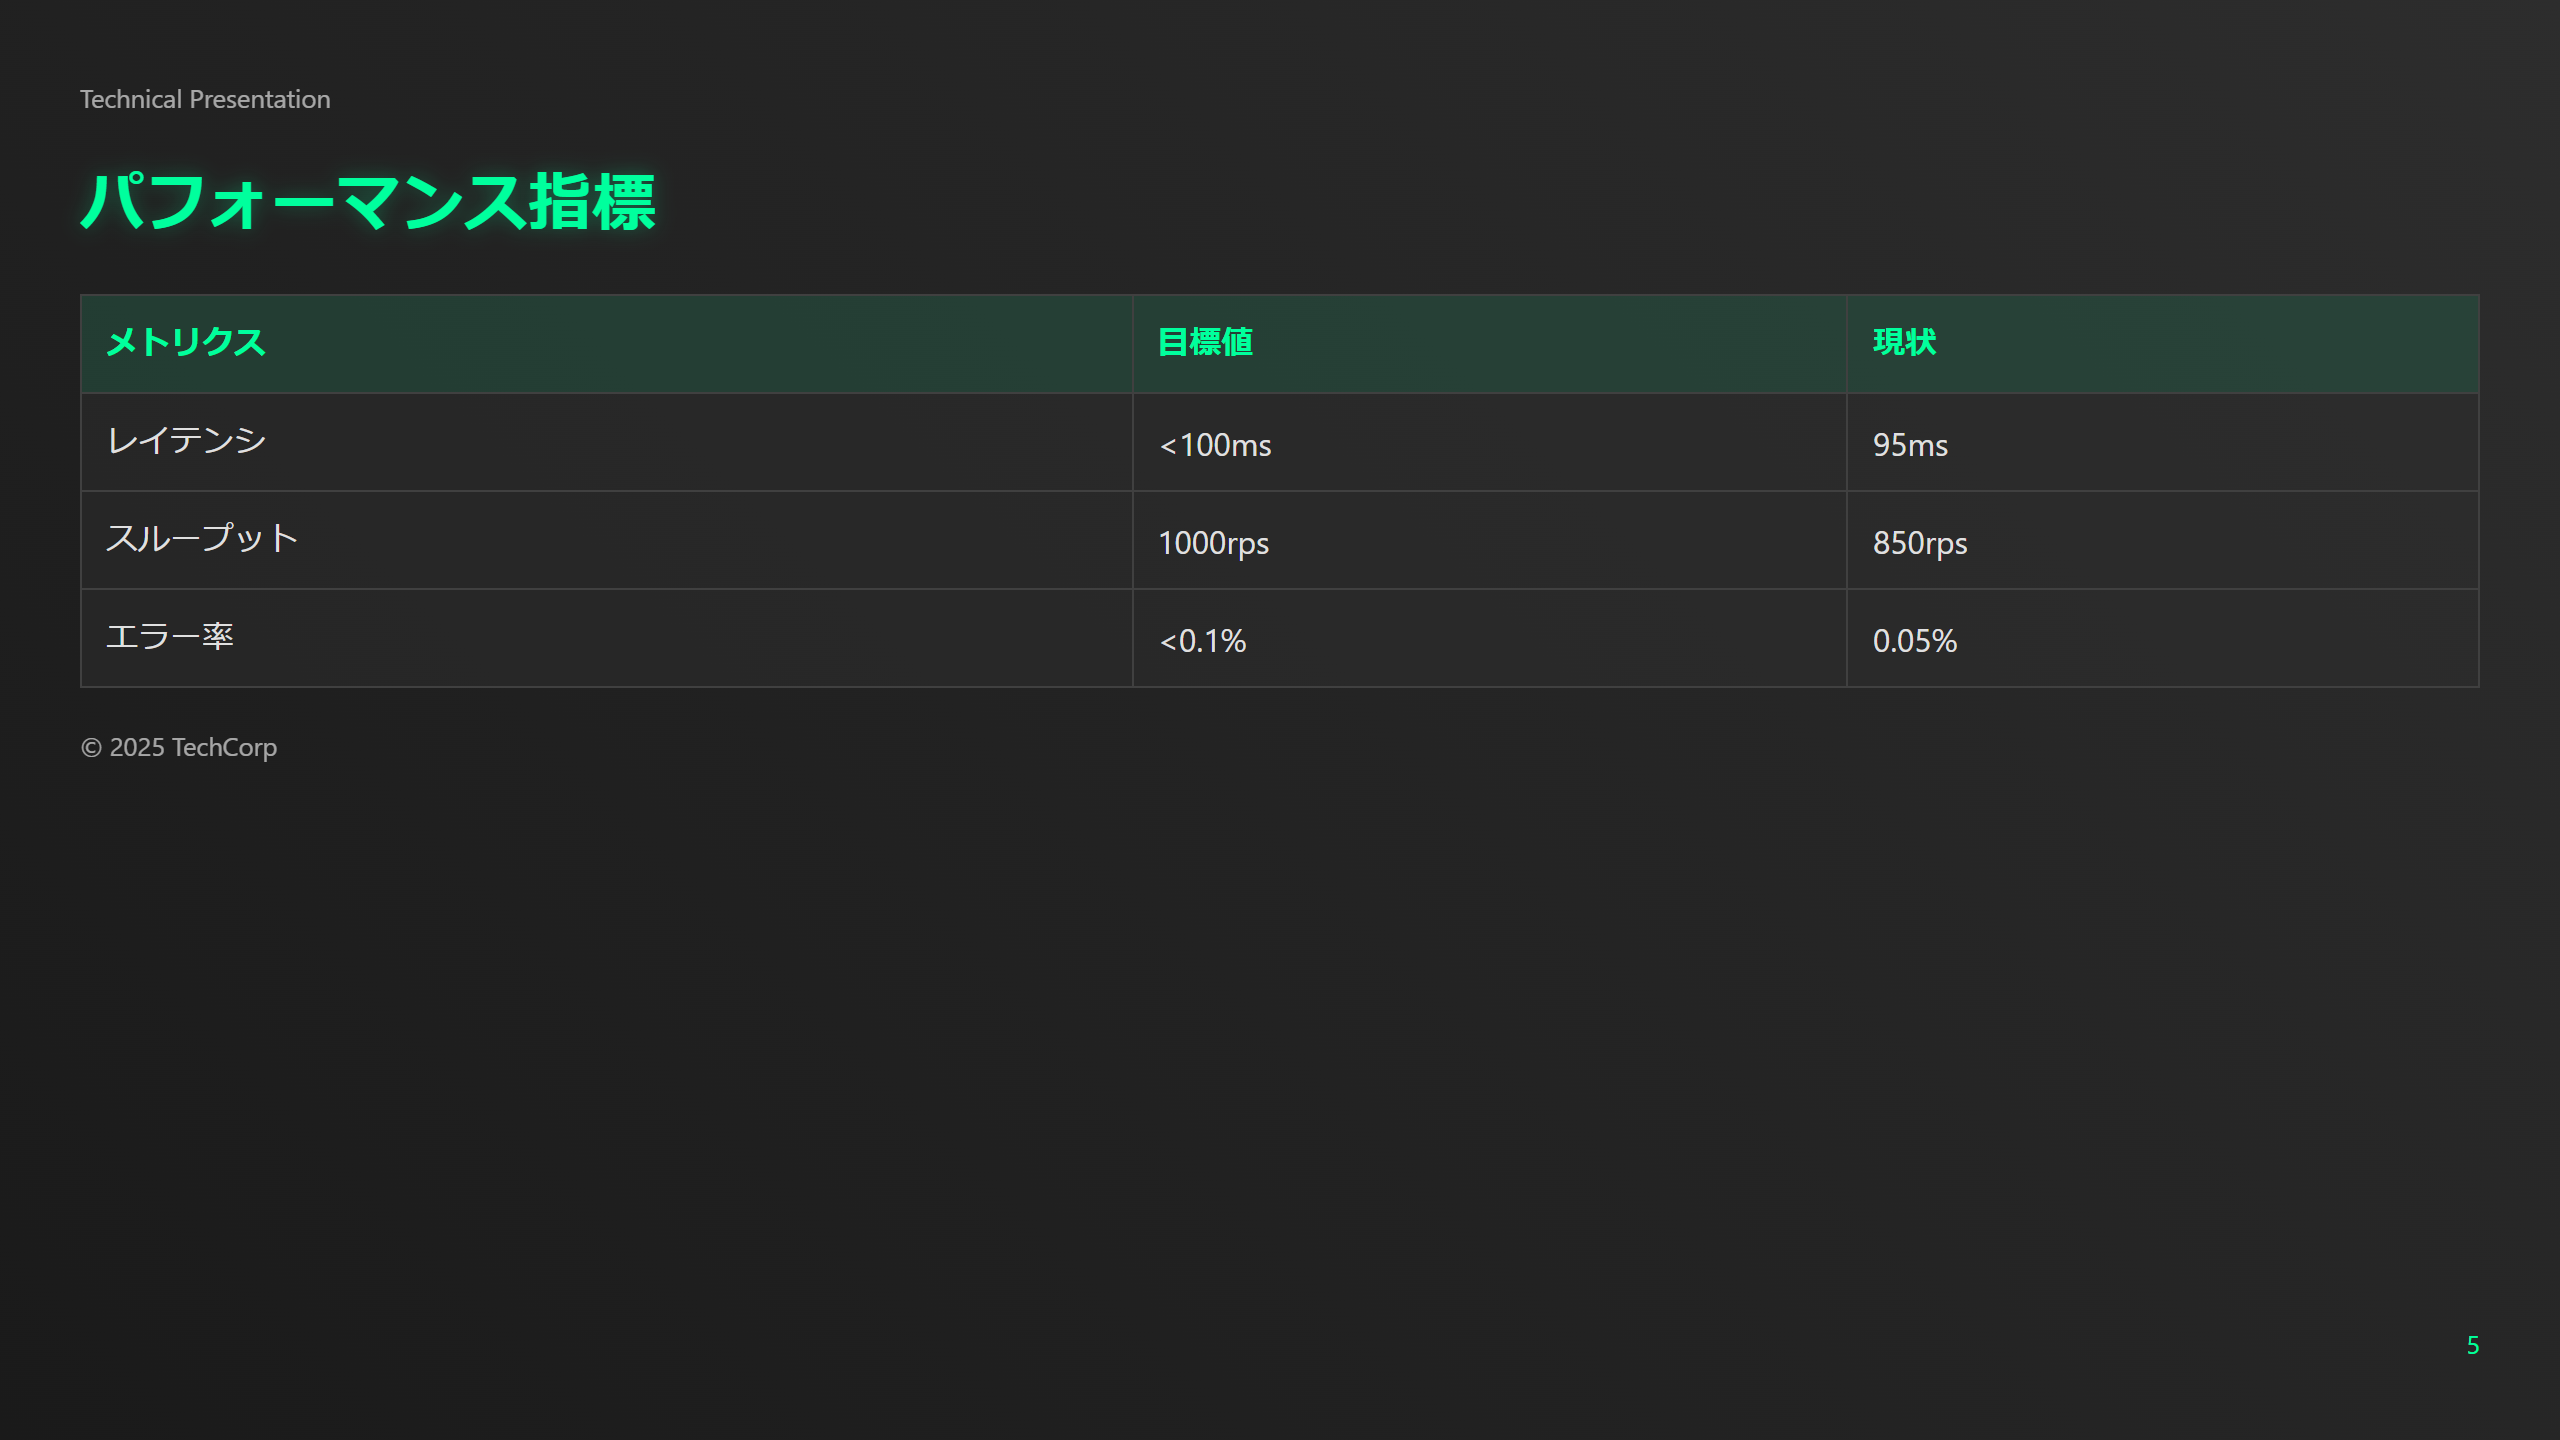 Technical Presentation
パフォーマンス指標
メトリクス 目標値 現状
レイテンシ <100ms 95ms
スループット 1000rps 850rps
エラー率 <0.1% 0.05%
© 2025 TechCorp
5